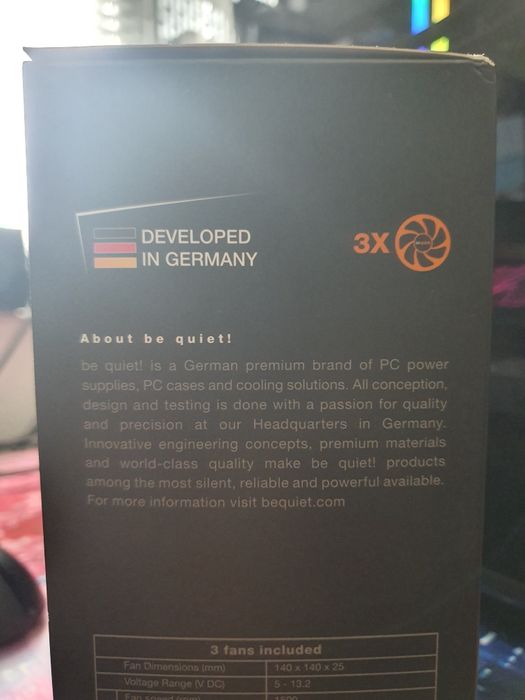 DEVELOPED
IN GERMANY
3X
About be quiet!
be quiet! is a German premium brand of PC power
supplies, PC cases and cooling solutions. All conception,
design and testing is done with a passion for quality
and precision at our Headquarters in Germany.
Innovative engineering concepts, premium materials
and world-class quality make be quiet! products
among the most silent, reliable and powerful available.
For more information visit bequiet.com
3 fans included
Fan Dimensions (mm) 140 x 140 x 25
Voltage Range (V DC) 5 - 13.2
Fan speed (rpm) 1500